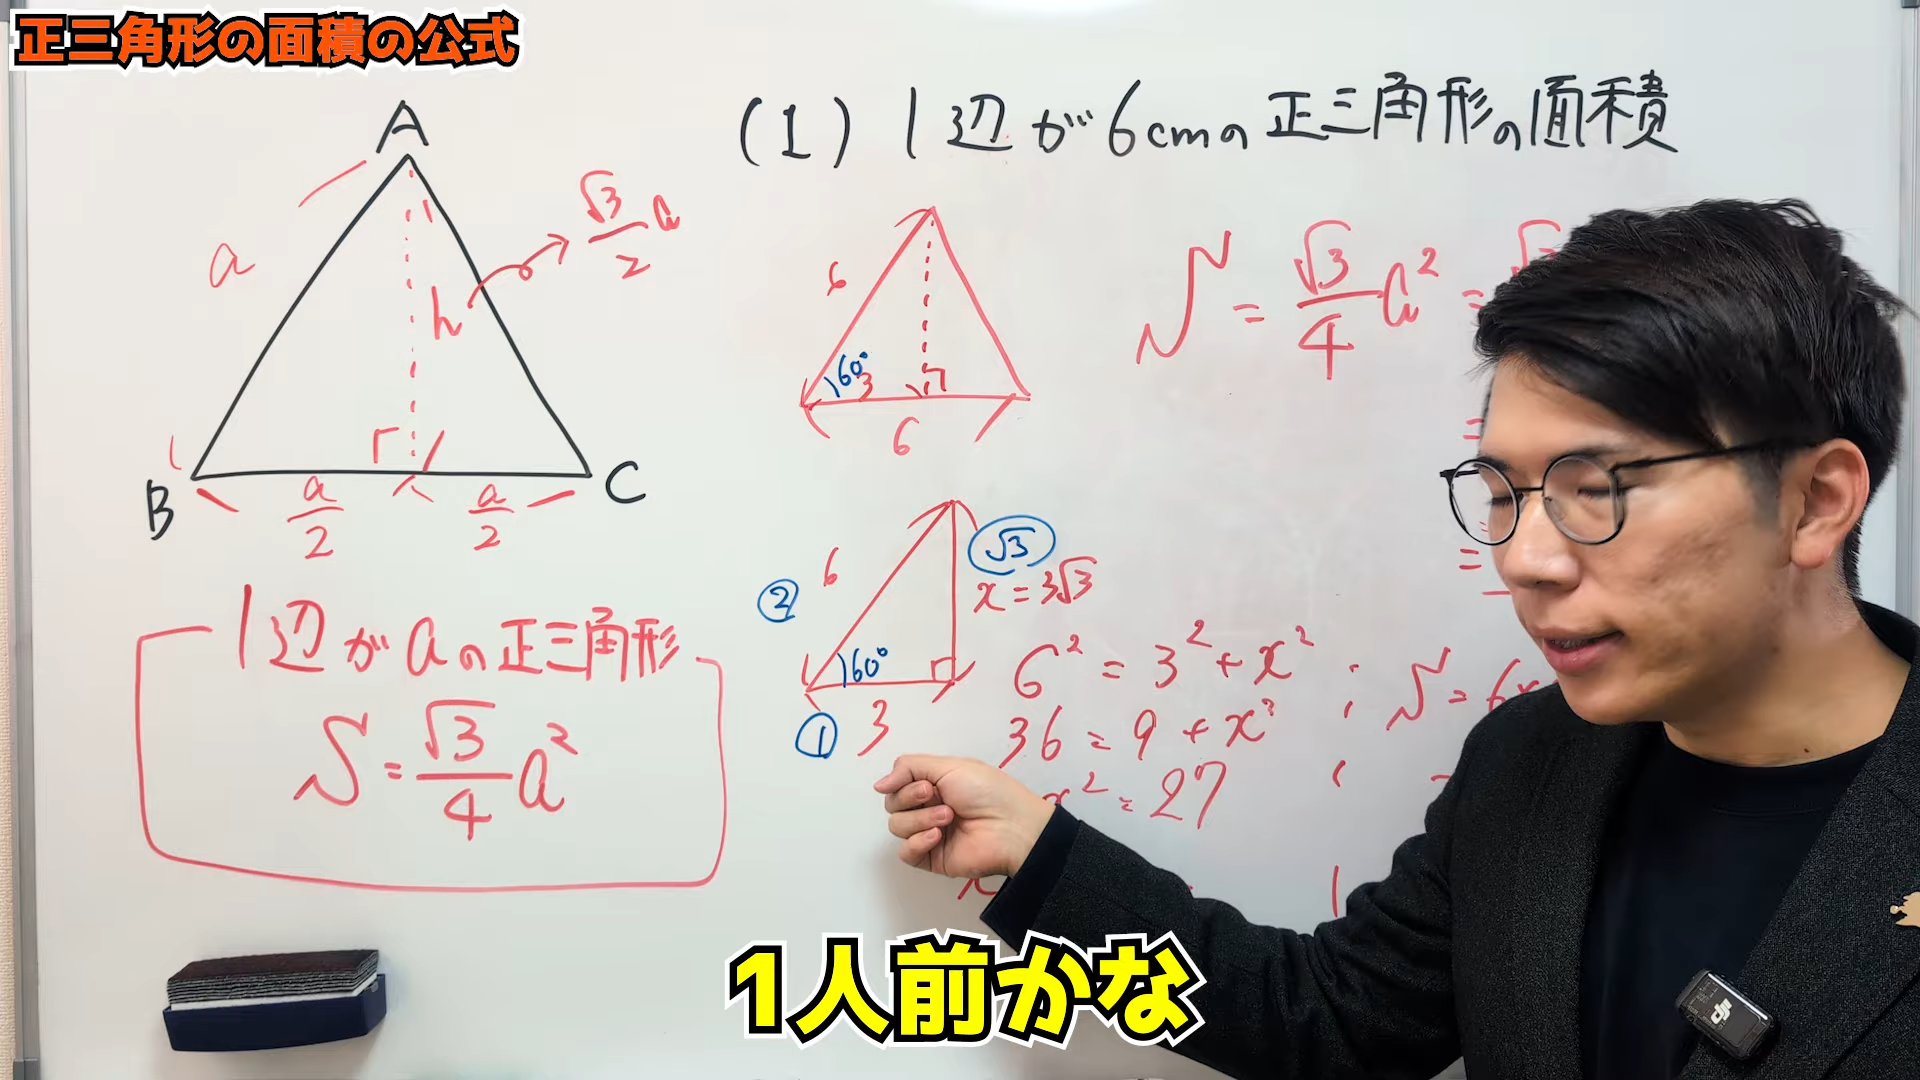 正三角形の面積の公式
(1) 1辺が6cmの正三角形の面積
A
a
h
√3/2 a
B
C
a/2
a/2
1辺がaの正三角形
S = √3/4 a²
6
60°
3
6
S = √3/4 a² = √3
=
=
√3
x = 3√3
6
②
60°
①
3
6² = 3² + x²
36 = 9 + x²
x² = 27
S = 6×
1人前かな
dji